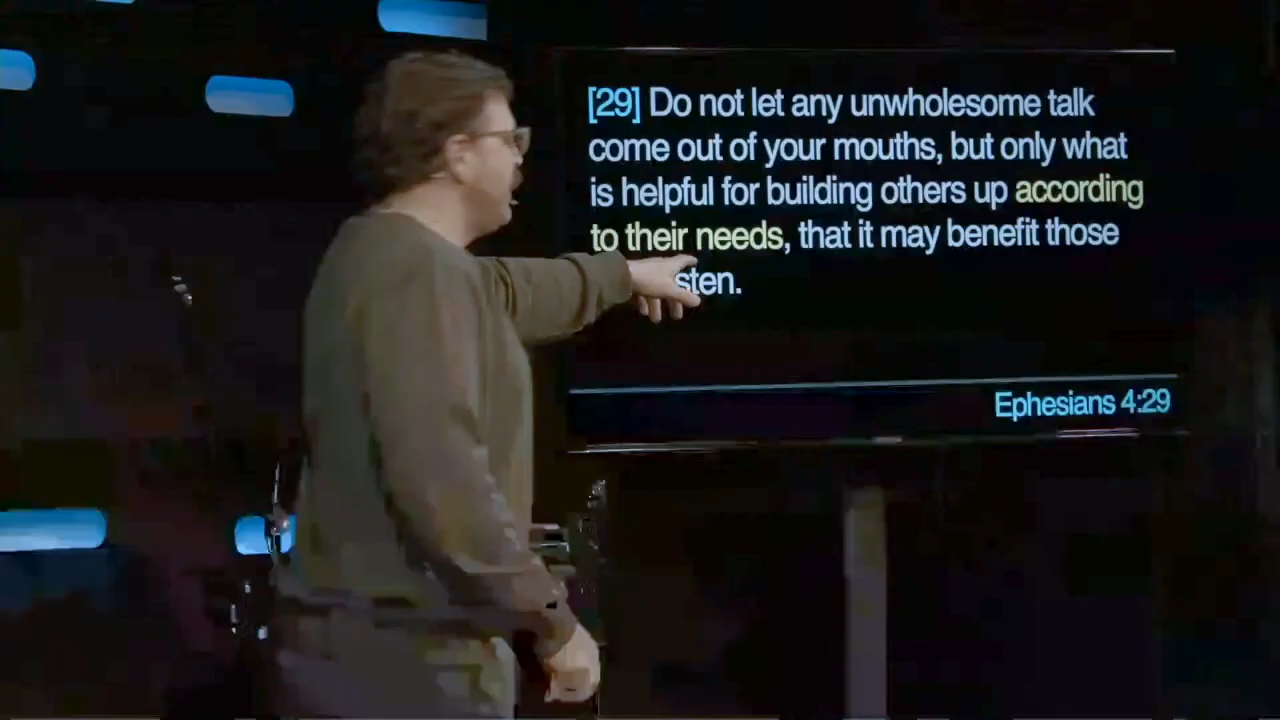 [29] Do not let any unwholesome talk
come out of your mouths, but only what
is helpful for building others up according
to their needs, that it may benefit those
sten.
Ephesians 4:29